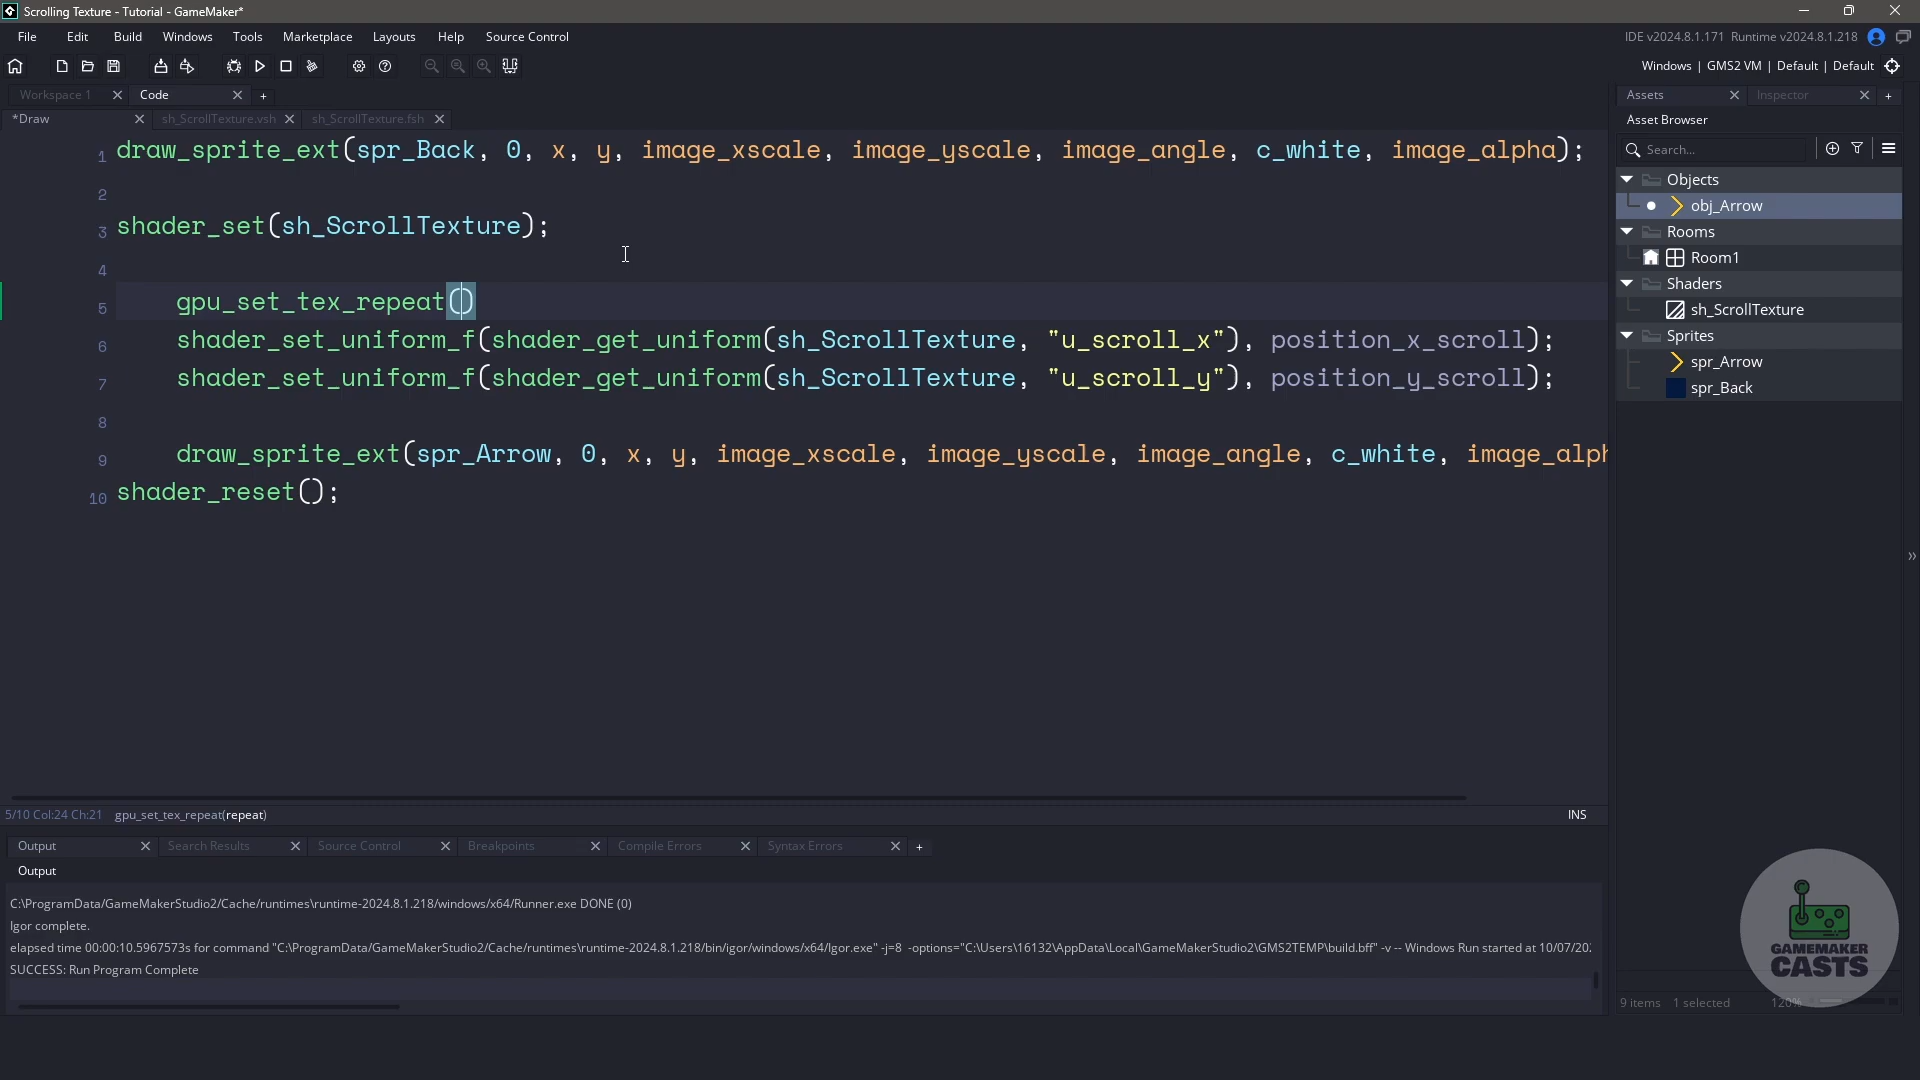 Scrolling Texture - Tutorial - GameMaker*
File Edit Build Windows Tools Marketplace Layouts Help Source Control
IDE v2024.8.1.171 Runtime v2024.8.1.218
Windows | GMS2 VM | Default | Default
Workspace 1 Code +
*Draw sh_ScrollTexture.vsh sh_ScrollTexture.fsh
1 draw_sprite_ext(spr_Back, 0, x, y, image_xscale, image_yscale, image_angle, c_white, image_alpha);
2
3 shader_set(sh_ScrollTexture);
4
5 gpu_set_tex_repeat()
6 shader_set_uniform_f(shader_get_uniform(sh_ScrollTexture, "u_scroll_x"), position_x_scroll);
7 shader_set_uniform_f(shader_get_uniform(sh_ScrollTexture, "u_scroll_y"), position_y_scroll);
8
9 draw_sprite_ext(spr_Arrow, 0, x, y, image_xscale, image_yscale, image_angle, c_white, image_alph
10 shader_reset();
5/10 Col:24 Ch:21 gpu_set_tex_repeat(repeat)
INS
Output Search Results Source Control Breakpoints Compile Errors Syntax Errors +
Output
C:\ProgramData/GameMakerStudio2/Cache/runtimes\runtime-2024.8.1.218/windows/x64/Runner.exe DONE (0)
Igor complete.
elapsed time 00:00:10.5967573s for command "C:\ProgramData/GameMakerStudio2/Cache/runtimes\runtime-2024.8.1.218/bin/igor/windows/x64/Igor.exe" -j=8 -options="C:\Users\16132\AppData\Local\GameMakerStudio2\GMS2TEMP\build.bff" -v -- Windows Run started at 10/07/202
SUCCESS: Run Program Complete
Assets Inspector +
Asset Browser
Search...
Objects
obj_Arrow
Rooms
Room1
Shaders
sh_ScrollTexture
Sprites
spr_Arrow
spr_Back
GAMEMAKER
CASTS
9 items 1 selected 120%